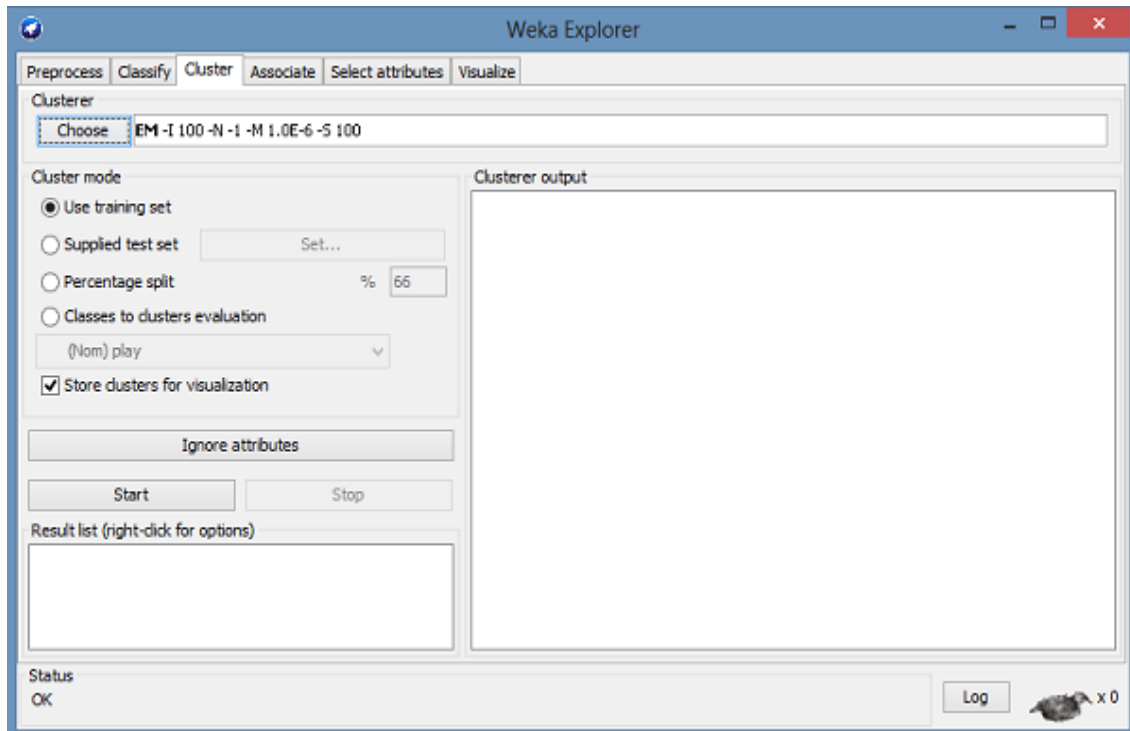 Weka Explorer
Preprocess Classify Cluster Associate Select attributes Visualize
Clusterer
Choose EM -I 100 -N -1 -M 1.0E-6 -S 100
Cluster mode
Use training set
Supplied test set Set...
Percentage split % 66
Classes to clusters evaluation
(Nom) play
Store clusters for visualization
Ignore attributes
Start Stop
Result list (right-click for options)
Clusterer output
Status
OK
Log x 0